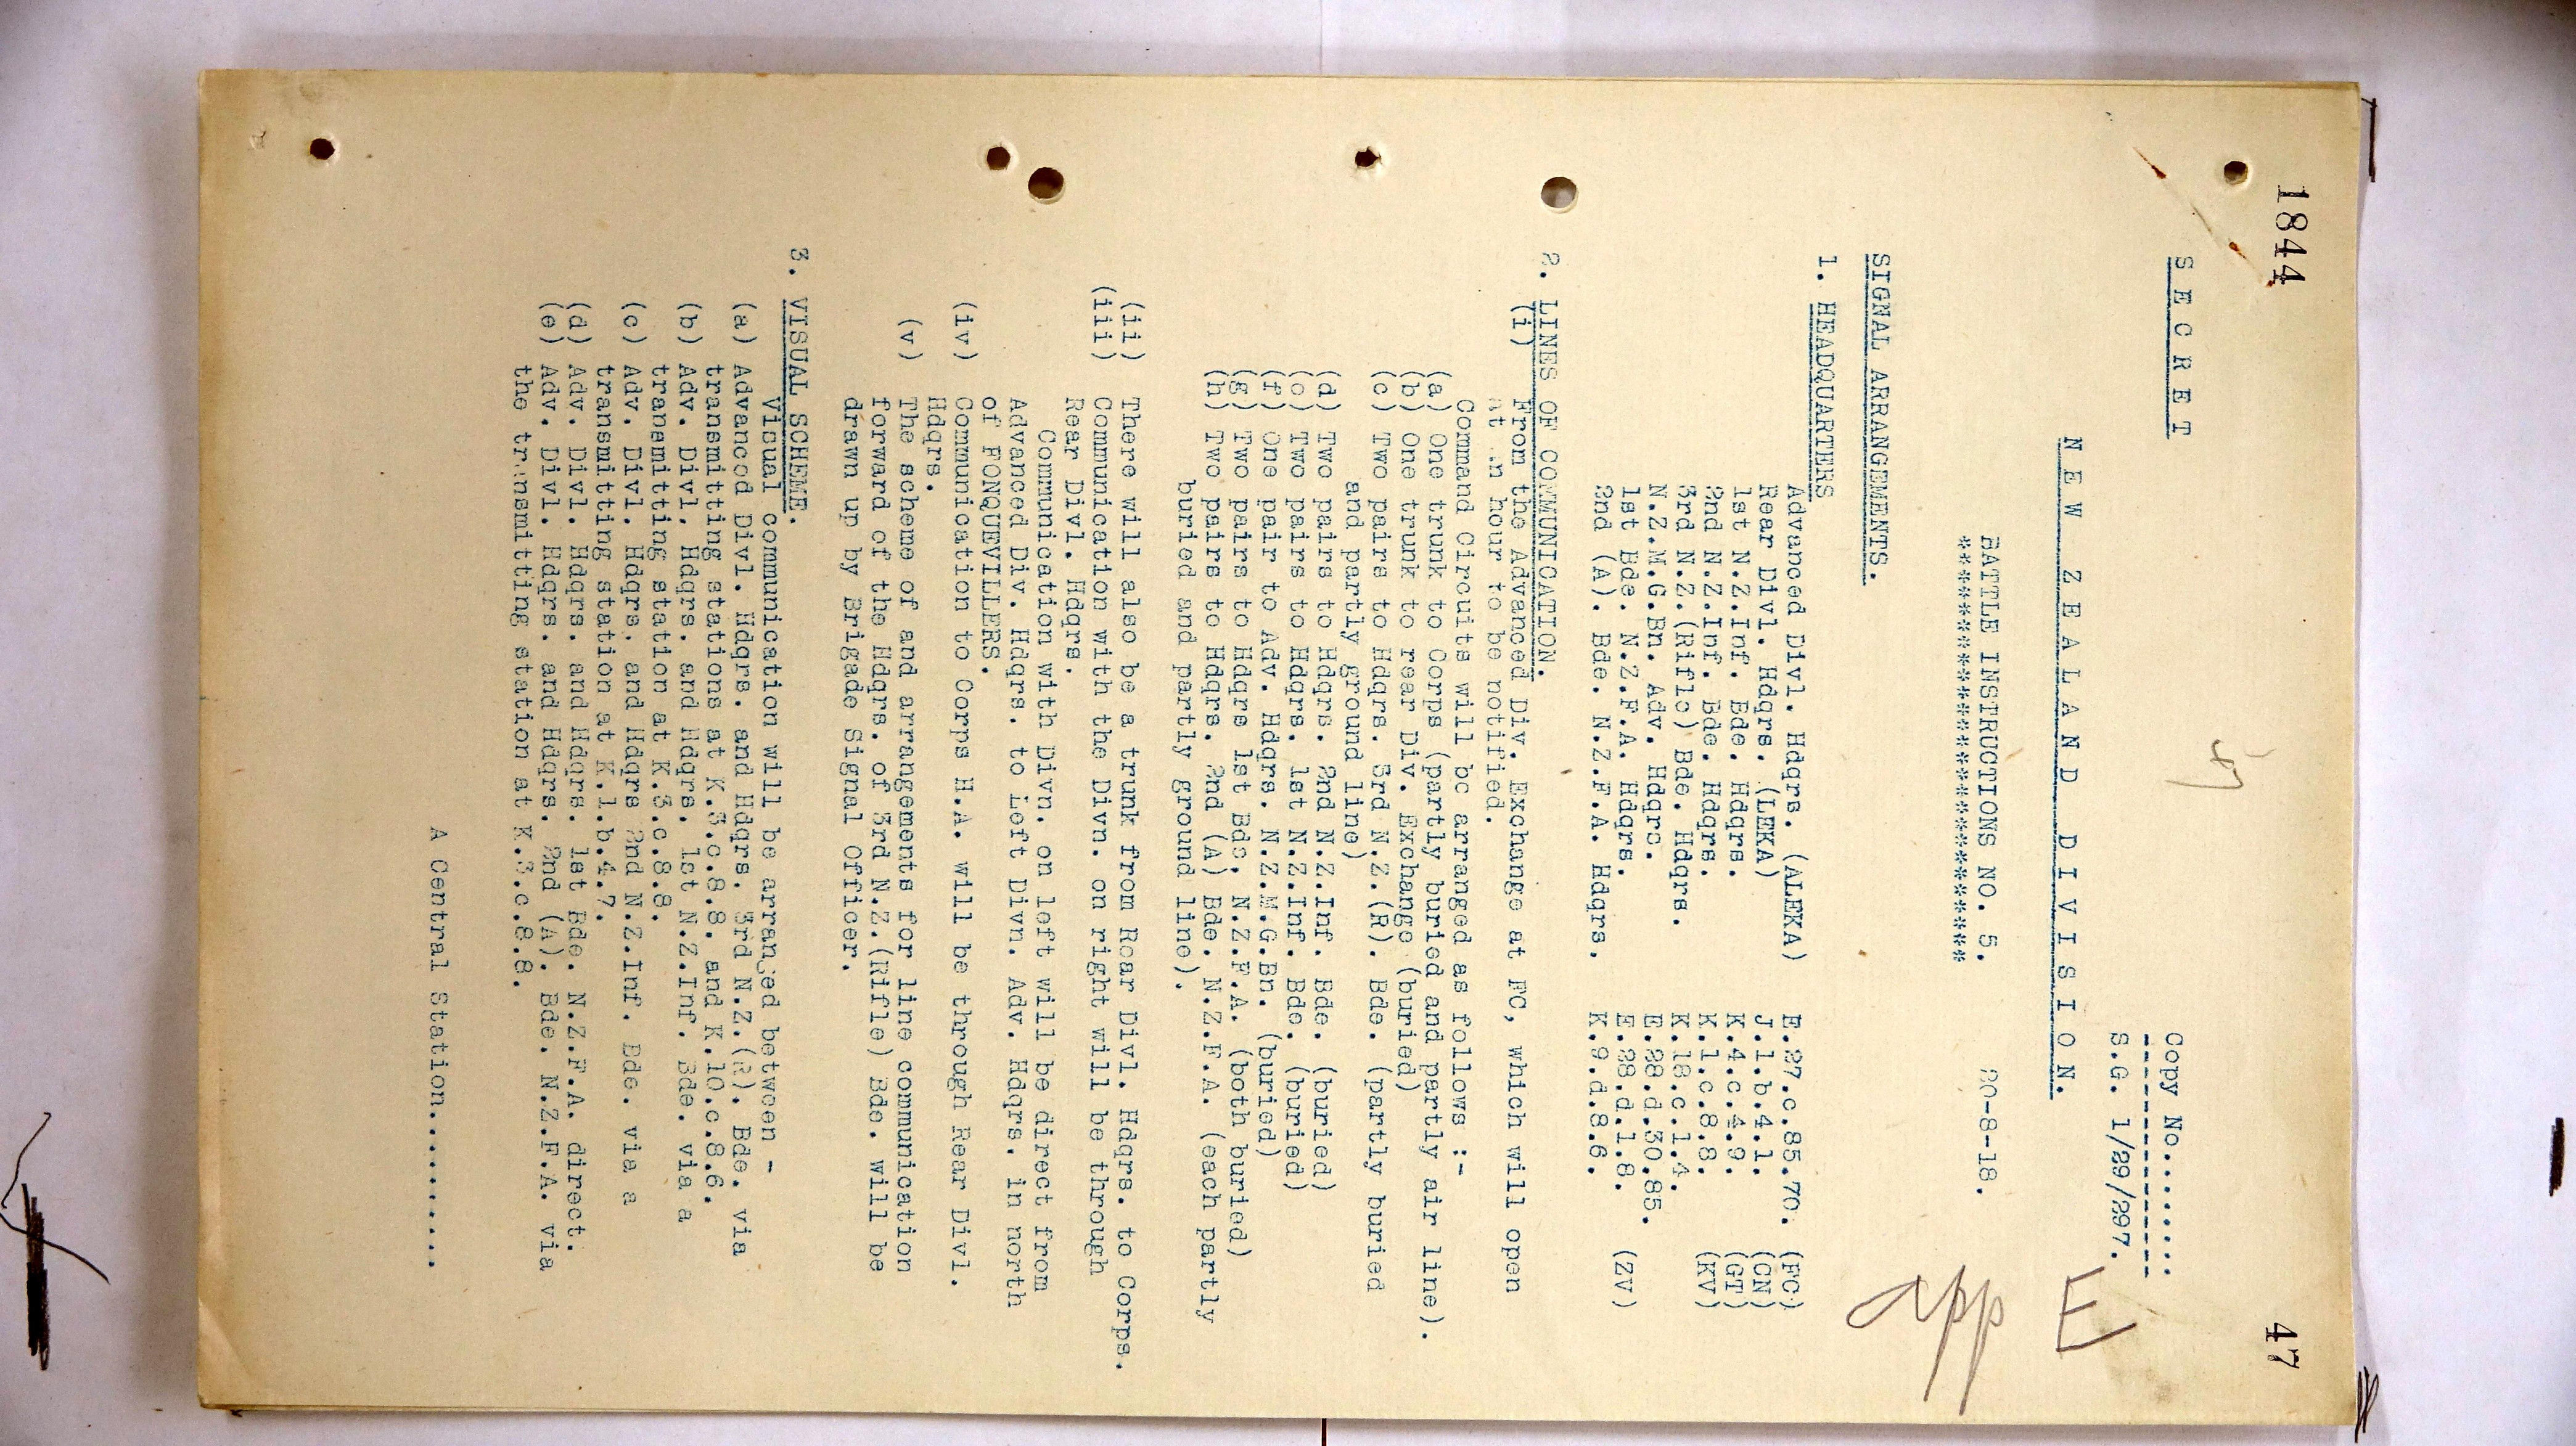 1844
47
SECRET
Copy No.........
S.G. 1/29/297.
NEW ZEALAND DIVISION.
app E
BATTLE INSTRUCTIONS NO. 5.
20-8-18.
***********************
SIGNAL ARRANGEMENTS.
1. HEADQUARTERS
Advanced Divl. Hdqrs. (ALEKA) E.27.c.85.70. (FC)
Rear Divl. Hdqrs. (LEKA) J.1.b.4.1. (CN)
1st N.Z.Inf. Bde. Hdqrs. K.4.c.4.9. (GT)
2nd N.Z.Inf. Bde. Hdqrs. K.1.c.8.8. (KV)
3rd N.Z.(Rifle) Bde. Hdqrs. K.18.c.1.4.
N.Z.M.G.Bn. Adv. Hdqrs. E.28.d.30.85.
1st Bde. N.Z.F.A. Hdqrs. E.28.d.1.8. (ZV)
2nd (A). Bde. N.Z.F.A. Hdqrs. K.9.d.8.6.
2. LINES OF COMMUNICATION.
(i) From the Advanced Div. Exchange at FC, which will open
at an hour to be notified.
Command Circuits will be arranged as follows :-
(a) One trunk to Corps (partly buried and partly air line).
(b) One trunk to rear Div. Exchange (buried)
(c) Two pairs to Hdqrs. 3rd N.Z.(R). Bde. (partly buried
and partly ground line)
(d) Two pairs to Hdqrs. 2nd N.Z.Inf. Bde. (buried)
(e) Two pairs to Hdqrs. 1st N.Z.Inf. Bde. (buried)
(f) One pair to Adv. Hdqrs. N.Z.M.G.Bn. (buried)
(g) Two pairs to Hdqrs 1st Bde. N.Z.F.A. (both buried)
(h) Two pairs to Hdqrs. 2nd (A) Bde. N.Z.F.A. (each partly
buried and partly ground line).
(ii) There will also be a trunk from Rear Divl. Hdqrs. to Corps.
(iii) Communication with the Divn. on right will be through
Rear Divl. Hdqrs.
Communication with Divn. on left will be direct from
Advanced Div. Hdqrs. to Left Divn. Adv. Hdqrs. in north
of FONQUEVILLERS.
(iv) Communication to Corps H.A. will be through Rear Divl.
Hdqrs.
(v) The scheme of and arrangements for line communication
forward of the Hdqrs. of 3rd N.Z.(Rifle) Bde. will be
drawn up by Brigade Signal Officer.
3. VISUAL SCHEME.
Visual communication will be arranged between -
(a) Advanced Divl. Hdqrs. and Hdqrs. 3rd N.Z.(R). Bde. via
transmitting stations at K.3.c.8.8. and K.10.c.8.6.
(b) Adv. Divl. Hdqrs. and Hdqrs. 1st N.Z.Inf. Bde. via a
transmitting station at K.3.c.8.8.
(c) Adv. Divl. Hdqrs. and Hdqrs 2nd N.Z.Inf. Bde. via a
transmitting station at K.1.b.4.7.
(d) Adv. Divl. Hdqrs. and Hdqrs. 1st Bde. N.Z.F.A. direct.
(e) Adv. Divl. Hdqrs. and Hdqrs. 2nd (A). Bde. N.Z.F.A. via
the transmitting station at K.3.c.8.8.
A Central Station...........